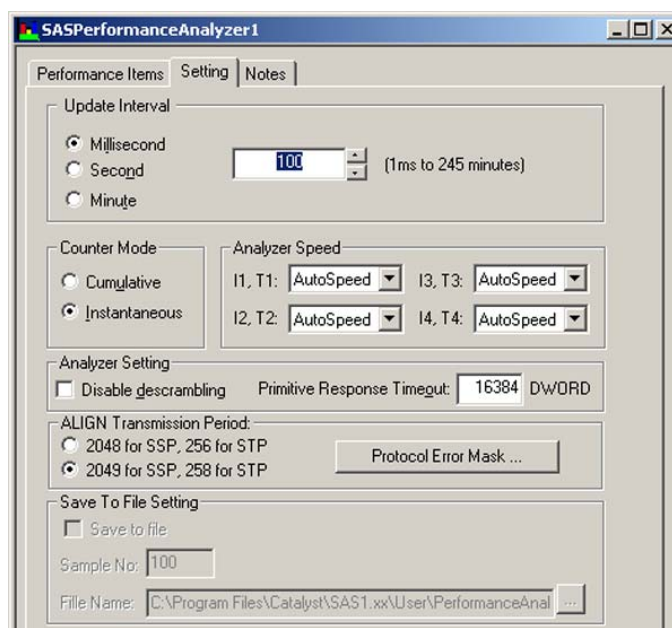 SASPerformanceAnalyzer1
Performance Items Setting Notes
Update Interval
Millisecond
100 (1ms to 245 minutes)
Second
Minute
Counter Mode
Cumulative
Instantaneous
Analyzer Speed
I1, T1: AutoSpeed I3, T3: AutoSpeed
I2, T2: AutoSpeed I4, T4: AutoSpeed
Analyzer Setting
Disable descrambling Primitive Response Timeout: 16384 DWORD
ALIGN Transmission Period:
2048 for SSP, 256 for STP
2049 for SSP, 258 for STP
Protocol Error Mask ...
Save To File Setting
Save to file
Sample No: 100
Fille Name: C:\Program Files\Catalyst\SAS1.xx\User\PerformanceAnal ...